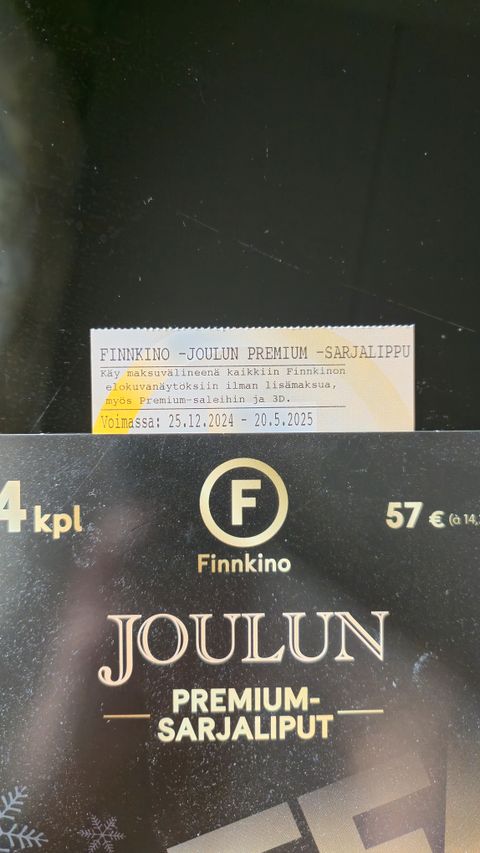 FINNKINO -JOULUN PREMIUM -SARJALIPPU
Käy maksuvälineenä kaikkiin Finnkinon
elokuvanäytöksiin ilman lisämaksua,
myös Premium-saleihin ja 3D.
Voimassa: 25.12.2024 - 20.5.2025
4 kpl
F
57 € (à 14,
Finnkino
JOULUN
PREMIUM-
SARJALIPUT